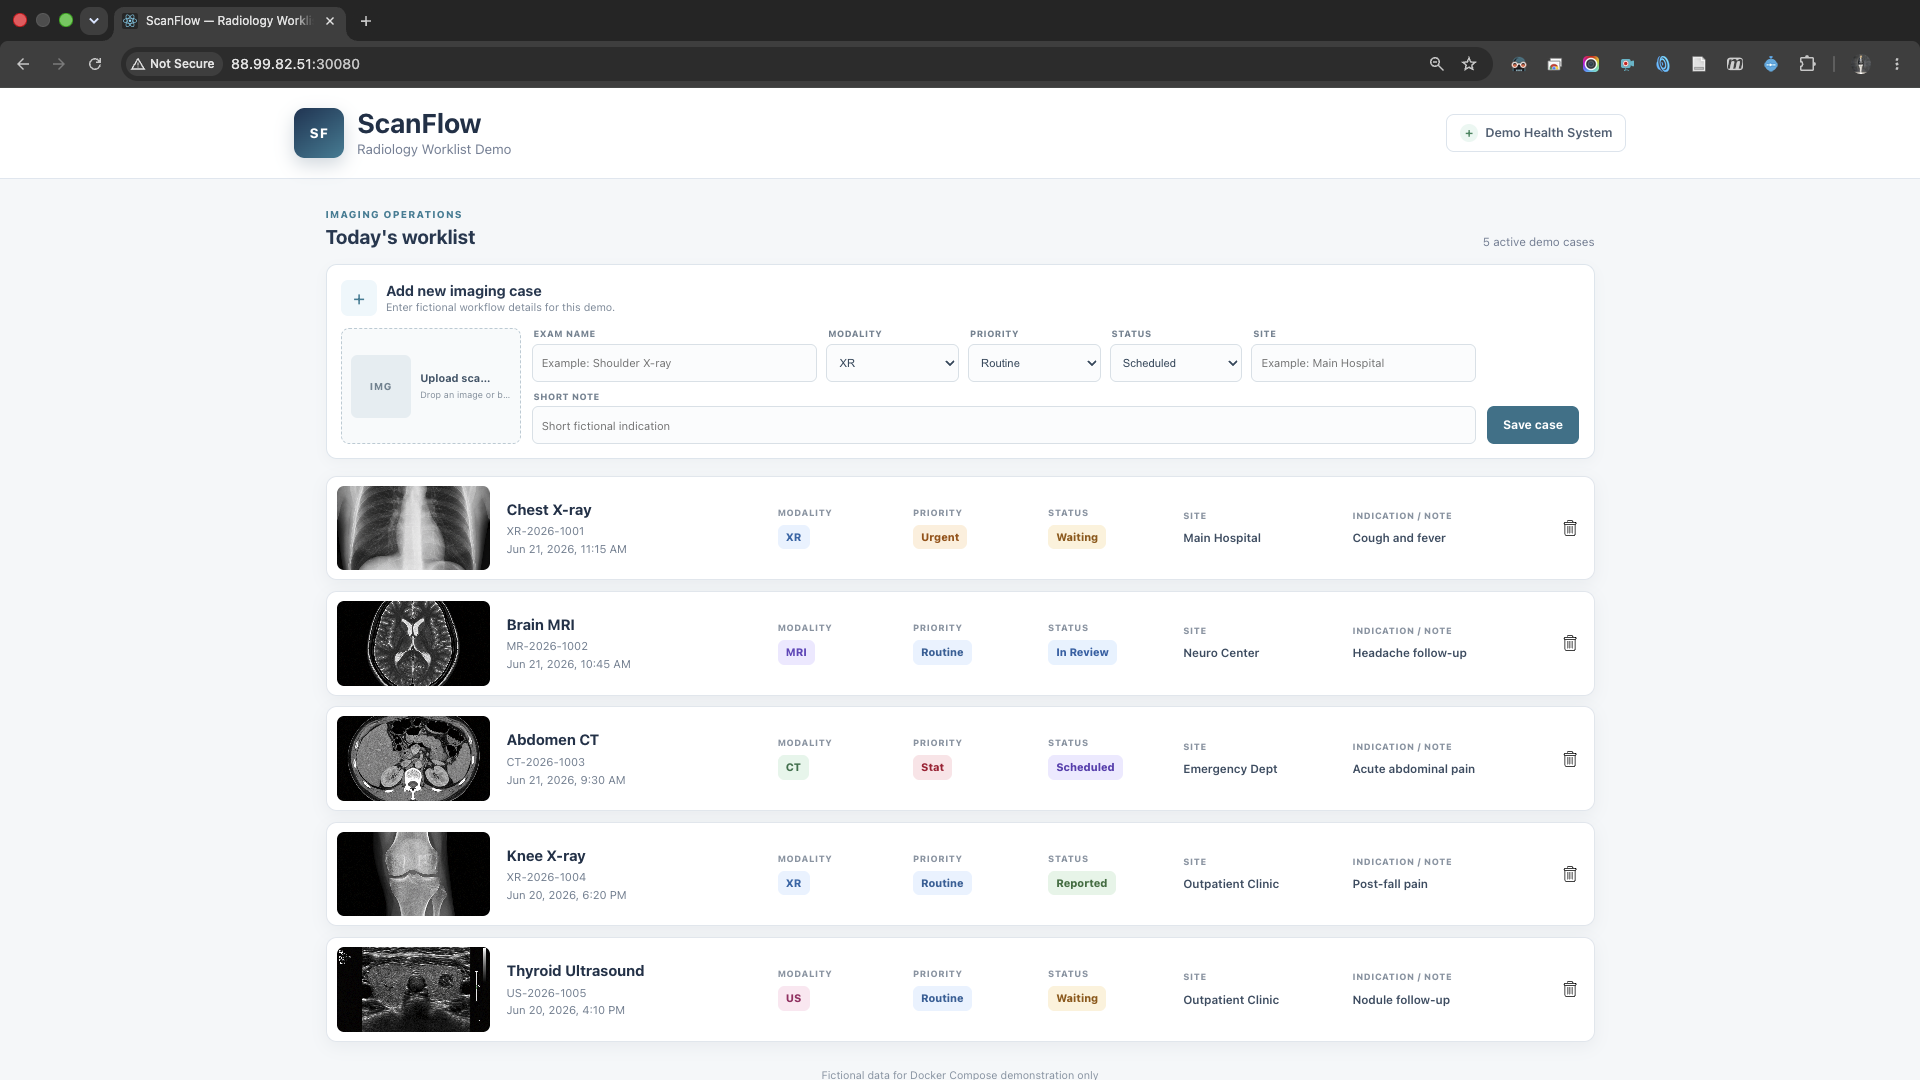 ScanFlow — Radiology Workli
Not Secure
88.99.82.51:30080
SF
ScanFlow
Radiology Worklist Demo
+ Demo Health System
IMAGING OPERATIONS
Today's worklist
5 active demo cases
+
Add new imaging case
Enter fictional workflow details for this demo.
IMG
Upload sca...
Drop an image or b...
EXAM NAME
Example: Shoulder X-ray
MODALITY
XR
PRIORITY
Routine
STATUS
Scheduled
SITE
Example: Main Hospital
SHORT NOTE
Short fictional indication
Save case
Chest X-ray
XR-2026-1001
Jun 21, 2026, 11:15 AM
MODALITY
XR
PRIORITY
Urgent
STATUS
Waiting
SITE
Main Hospital
INDICATION / NOTE
Cough and fever
Brain MRI
MR-2026-1002
Jun 21, 2026, 10:45 AM
MODALITY
MRI
PRIORITY
Routine
STATUS
In Review
SITE
Neuro Center
INDICATION / NOTE
Headache follow-up
Abdomen CT
CT-2026-1003
Jun 21, 2026, 9:30 AM
MODALITY
CT
PRIORITY
Stat
STATUS
Scheduled
SITE
Emergency Dept
INDICATION / NOTE
Acute abdominal pain
Knee X-ray
XR-2026-1004
Jun 20, 2026, 6:20 PM
MODALITY
XR
PRIORITY
Routine
STATUS
Reported
SITE
Outpatient Clinic
INDICATION / NOTE
Post-fall pain
Thyroid Ultrasound
US-2026-1005
Jun 20, 2026, 4:10 PM
MODALITY
US
PRIORITY
Routine
STATUS
Waiting
SITE
Outpatient Clinic
INDICATION / NOTE
Nodule follow-up
Fictional data for Docker Compose demonstration only